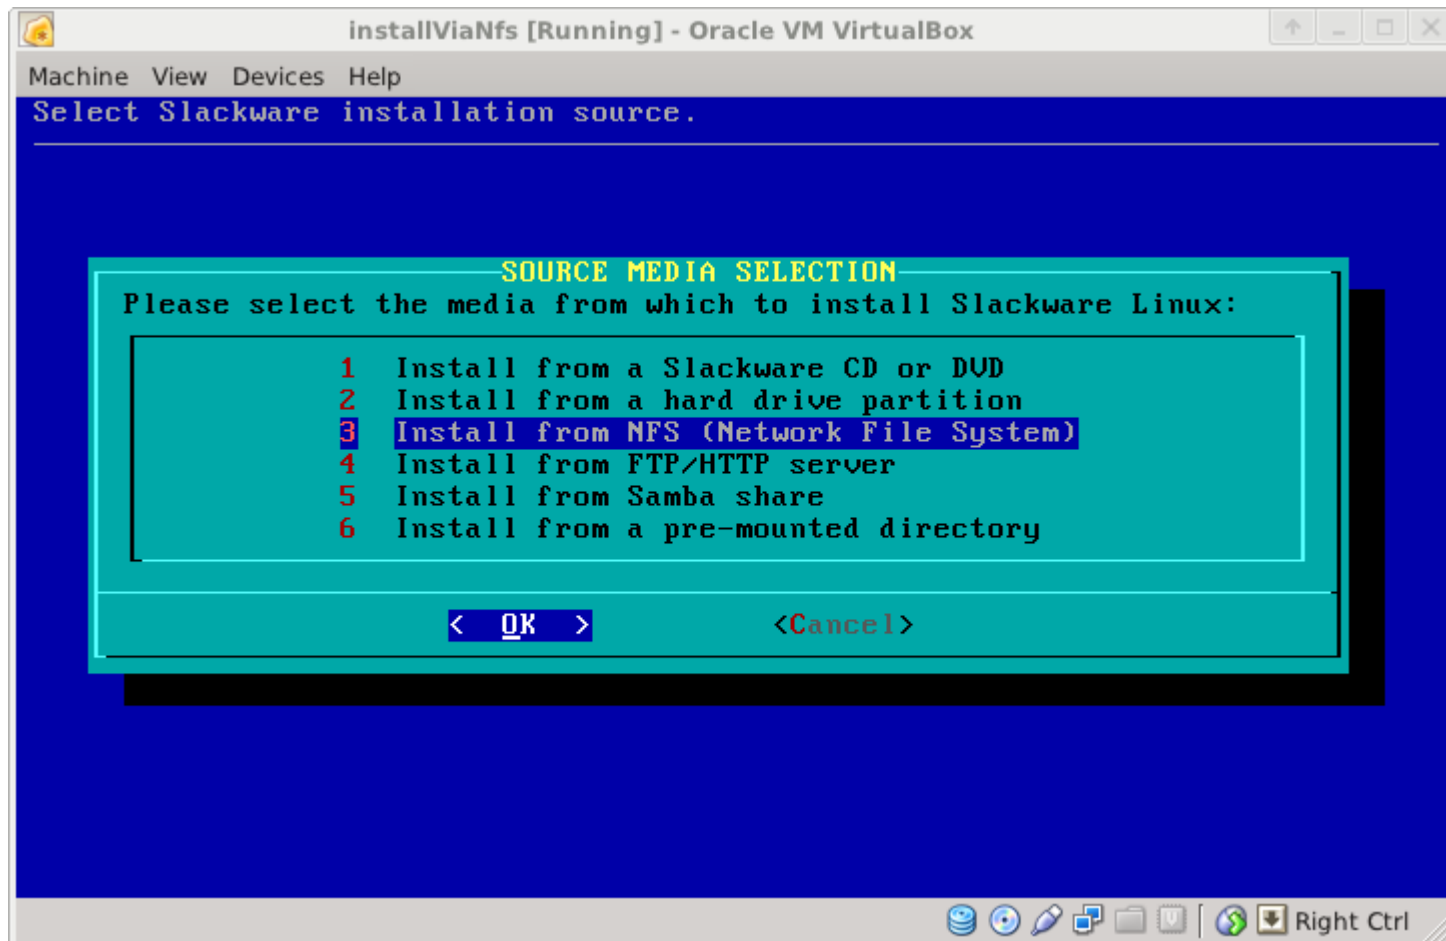 installViaNfs [Running] - Oracle VM VirtualBox
Machine View Devices Help
Select Slackware installation source.
SOURCE MEDIA SELECTION
Please select the media from which to install Slackware Linux:
1 Install from a Slackware CD or DVD
2 Install from a hard drive partition
3 Install from NFS (Network File System)
4 Install from FTP/HTTP server
5 Install from Samba share
6 Install from a pre-mounted directory
< OK > <Cancel>
Right Ctrl